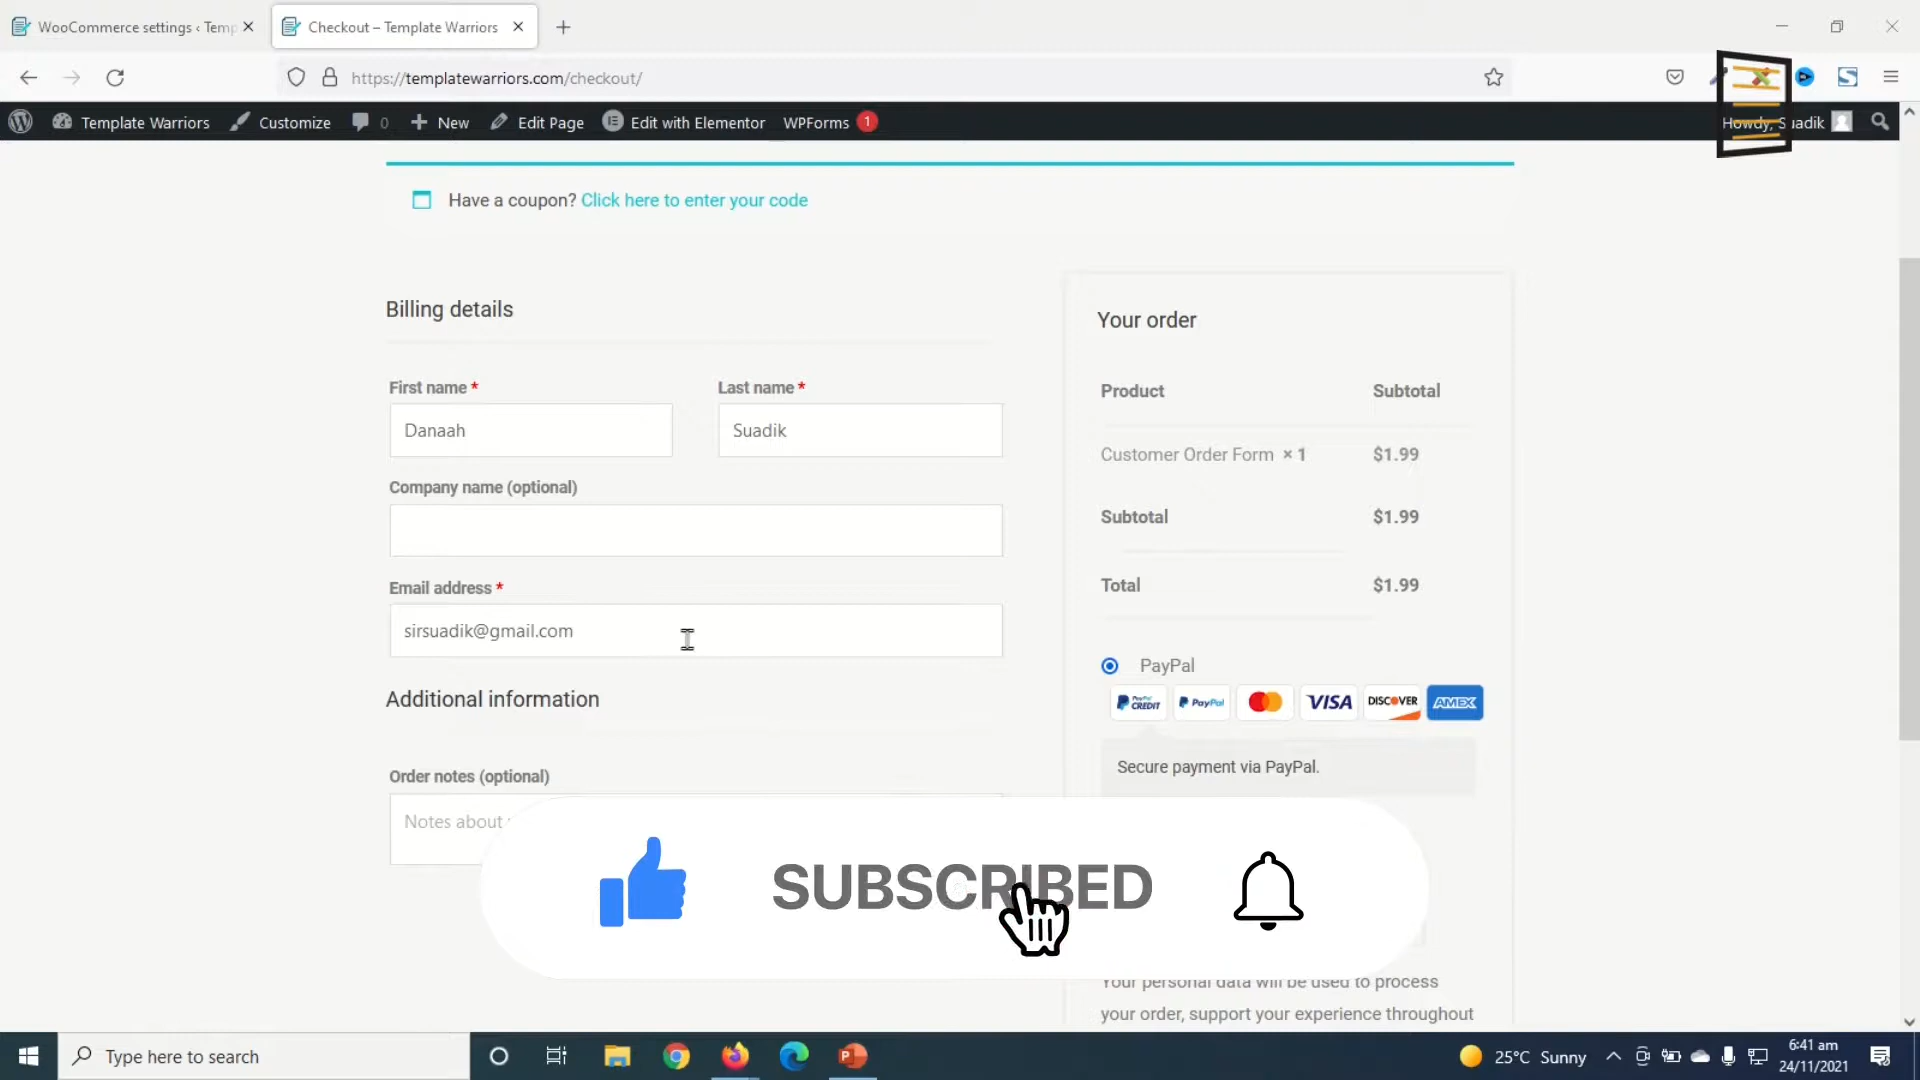 WooCommerce settings ‹ Temp
Checkout – Template Warriors
https://templatewarriors.com/checkout/
Template Warriors
Customize
0
New
Edit Page
Edit with Elementor
WPForms 1
Howdy, Suadik
Have a coupon? Click here to enter your code
Billing details
First name *
Last name *
Danaah
Suadik
Company name (optional)
Email address *
sirsuadik@gmail.com
Additional information
Order notes (optional)
Notes about
Your order
Product Subtotal
Customer Order Form × 1 $1.99
Subtotal $1.99
Total $1.99
PayPal
PayPal CREDIT PayPal VISA DISCOVER AMEX
Secure payment via PayPal.
SUBSCRIBED
Your personal data will be used to process
your order, support your experience throughout
Type here to search
25°C Sunny
6:41 am
24/11/2021